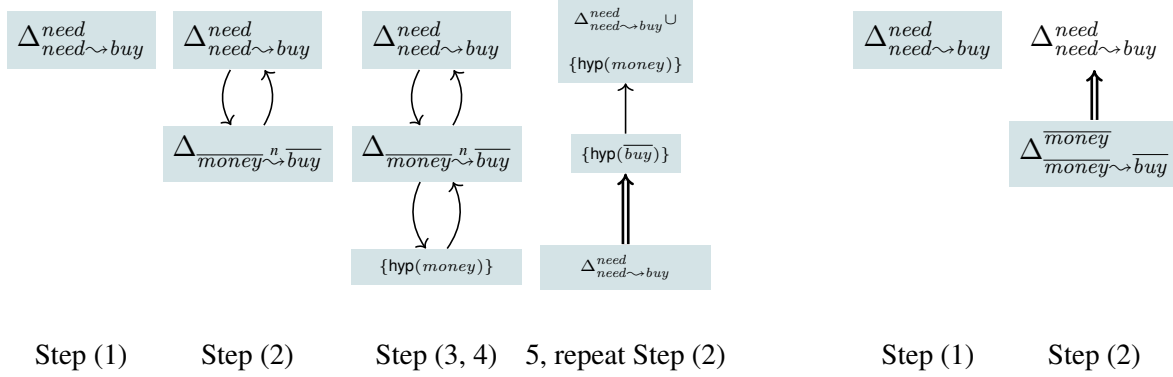 Δ^{need}_{need⇝buy} Δ^{need}_{need⇝buy} Δ^{need}_{need⇝buy} Δ^{need}_{need⇝buy} ∪ Δ^{need}_{need⇝buy} Δ^{need}_{need⇝buy}
{hyp(money)}
Δ_{\overline{money} \overset{n}{⇝} \overline{buy}} Δ_{\overline{money} \overset{n}{⇝} \overline{buy}} {hyp(\overline{buy})} Δ^{\overline{money}}_{\overline{money}⇝\overline{buy}}
{hyp(money)} Δ^{need}_{need⇝buy}
Step (1) Step (2) Step (3, 4) 5, repeat Step (2) Step (1) Step (2)